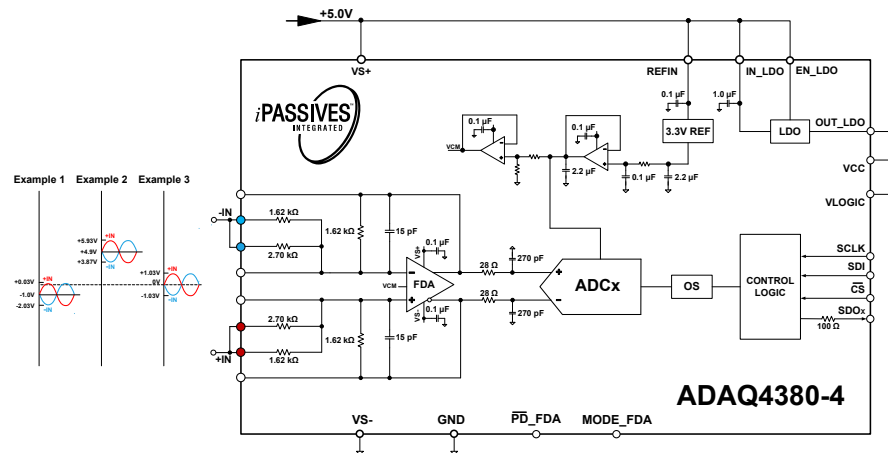 +5.0V
VS+
REFIN
IN_LDO
EN_LDO
iPASSIVES™
INTEGRATED
0.1 µF
0.1 µF
0.1 µF
1.0 µF
OUT_LDO
3.3V REF
LDO
VCM
2.2 µF
0.1 µF
2.2 µF
VCC
VLOGIC
Example 1
Example 2
Example 3
+5.93V
+IN
+4.9V
+3.87V
-IN
+1.03V
+IN
0V
-1.03V
-IN
+0.03V
+IN
-1.0V
-2.03V
-IN
-IN
1.62 kΩ
2.70 kΩ
1.62 kΩ
15 pF
0.1 µF
VS+
VCM
FDA
VS-
0.1 µF
28 Ω
270 pF
28 Ω
270 pF
ADCx
OS
CONTROL
LOGIC
SCLK
SDI
CS
SDOx
100 Ω
2.70 kΩ
1.62 kΩ
1.62 kΩ
15 pF
+IN
ADAQ4380-4
VS-
GND
PD_FDA
MODE_FDA